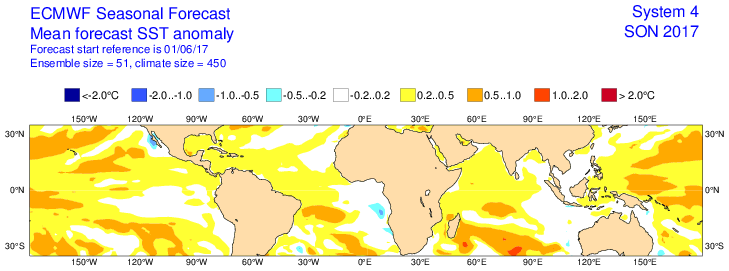 ECMWF Seasonal Forecast
Mean forecast SST anomaly
Forecast start reference is 01/06/17
Ensemble size = 51, climate size = 450
System 4
SON 2017
<-2.0°C -2.0..-1.0 -1.0..-0.5 -0.5..-0.2 -0.2..0.2 0.2..0.5 0.5..1.0 1.0..2.0 > 2.0°C
150°W 120°W 90°W 60°W 30°W 0°E 30°E 60°E 90°E 120°E 150°E
30°N 30°N
0°N 0°N
30°S 30°S
150°W 120°W 90°W 60°W 30°W 0°E 30°E 60°E 90°E 120°E 150°E